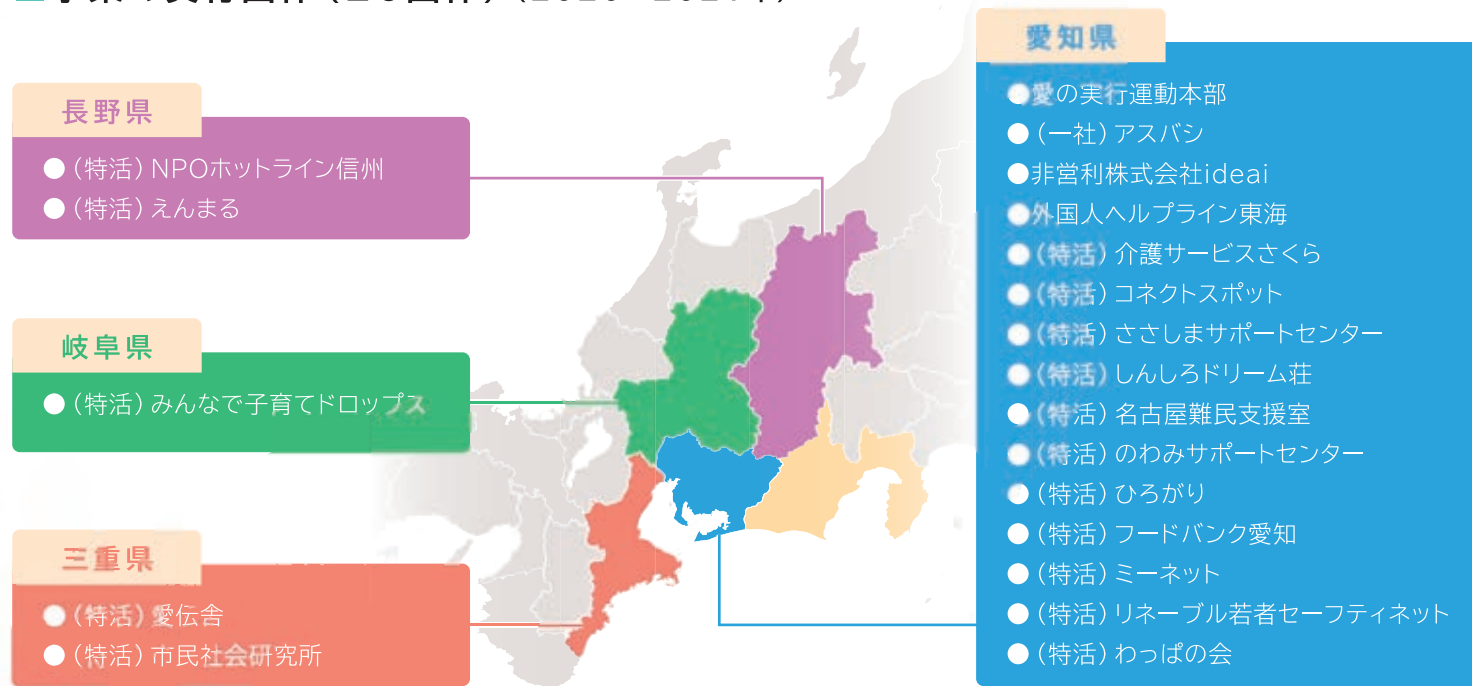 長野県
●（特活）NPOホットライン信州
●（特活）えんまる
岐阜県
●（特活）みんなで子育てドロップス
三重県
●（特活）愛伝舎
●（特活）市民社会研究所
愛知県
●愛の実行運動本部
●（一社）アスバシ
●非営利株式会社ideai
●外国人ヘルプライン東海
●（特活）介護サービスさくら
●（特活）コネクトスポット
●（特活）ささしまサポートセンター
●（特活）しんしろドリーム荘
●（特活）名古屋難民支援室
●（特活）のわみサポートセンター
●（特活）ひろがり
●（特活）フードバンク愛知
●（特活）ミーネット
●（特活）リネーブル若者セーフティネット
●（特活）わっぱの会